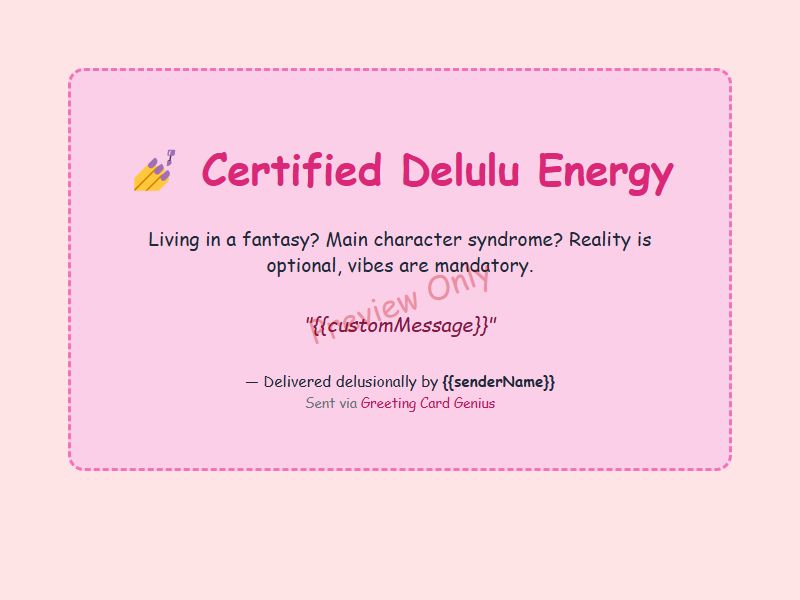 💅 Certified Delulu Energy
Living in a fantasy? Main character syndrome? Reality is
optional, vibes are mandatory.
Preview Only
"{{customMessage}}"
— Delivered delusionally by {{senderName}}
Sent via Greeting Card Genius